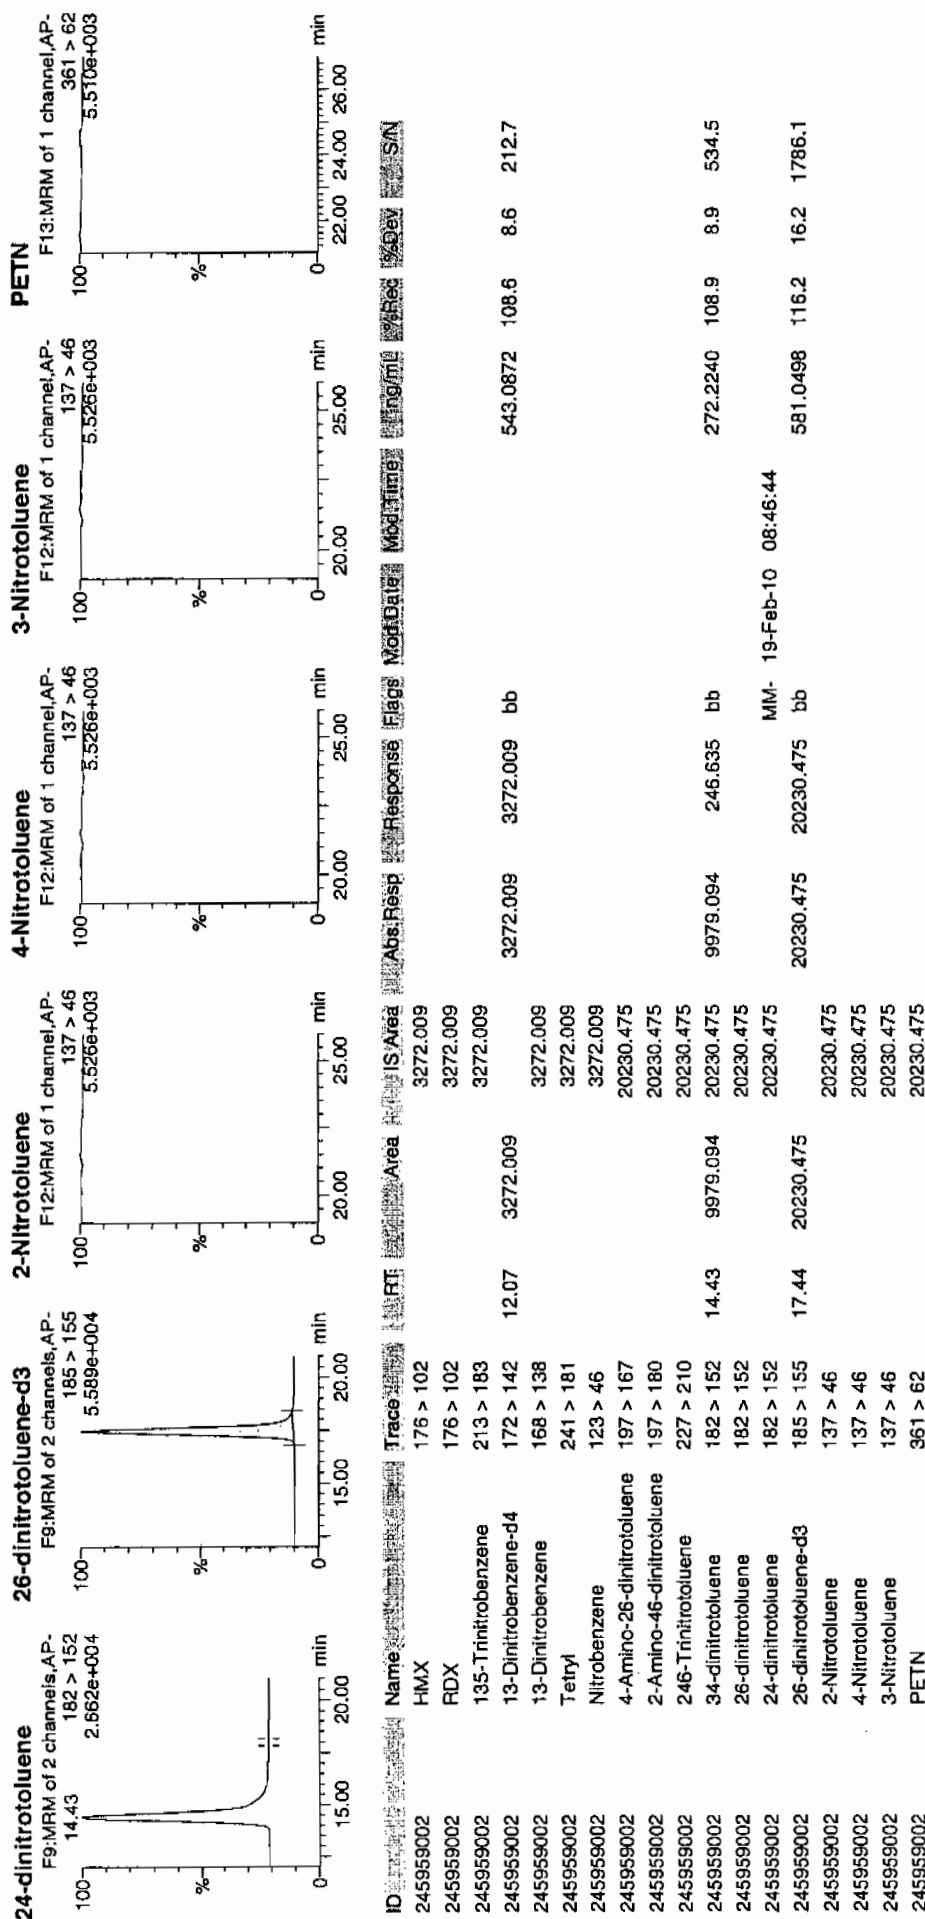 24-dinitrotoluene
F9:MRM of 2 channels,AP-
14.43 182 > 152
2.662e+004
100
%
0
15.00 20.00 min
26-dinitrotoluene-d3
F9:MRM of 2 channels,AP-
185 > 155
5.589e+004
100
%
0
15.00 20.00 min
2-Nitrotoluene
F12:MRM of 1 channel,AP-
137 > 46
5.526e+003
100
%
0
20.00 25.00 min
4-Nitrotoluene
F12:MRM of 1 channel,AP-
137 > 46
5.526e+003
100
%
0
20.00 25.00 min
3-Nitrotoluene
F12:MRM of 1 channel,AP-
137 > 46
5.526e+003
100
%
0
20.00 25.00 min
PETN
F13:MRM of 1 channel,AP-
361 > 62
5.510e+003
100
%
0
22.00 24.00 26.00 min
ID Name Trace RT Area IS Area Abs.Resp Response Flags Mod.Date Mod.Time ng/mL %Rec %Dev S/N
245959002 HMX 176 > 102 3272.009
245959002 RDX 176 > 102 3272.009
245959002 135-Trinitrobenzene 213 > 183 3272.009
245959002 13-Dinitrobenzene-d4 172 > 142 12.07 3272.009 3272.009 3272.009 bb 543.0872 108.6 8.6 212.7
245959002 13-Dinitrobenzene 168 > 138 3272.009
245959002 Tetryl 241 > 181 3272.009
245959002 Nitrobenzene 123 > 46 3272.009
245959002 4-Amino-26-dinitrotoluene 197 > 167 20230.475
245959002 2-Amino-46-dinitrotoluene 197 > 180 20230.475
245959002 246-Trinitrotoluene 227 > 210 20230.475
245959002 34-dinitrotoluene 182 > 152 14.43 9979.094 20230.475 9979.094 246.635 bb 272.2240 108.9 8.9 534.5
245959002 26-dinitrotoluene 182 > 152 20230.475
245959002 24-dinitrotoluene 182 > 152 20230.475 MM- 19-Feb-10 08:46:44
245959002 26-dinitrotoluene-d3 185 > 155 17.44 20230.475 20230.475 20230.475 bb 581.0498 116.2 16.2 1786.1
245959002 2-Nitrotoluene 137 > 46 20230.475
245959002 4-Nitrotoluene 137 > 46 20230.475
245959002 3-Nitrotoluene 137 > 46 20230.475
245959002 PETN 361 > 62 20230.475